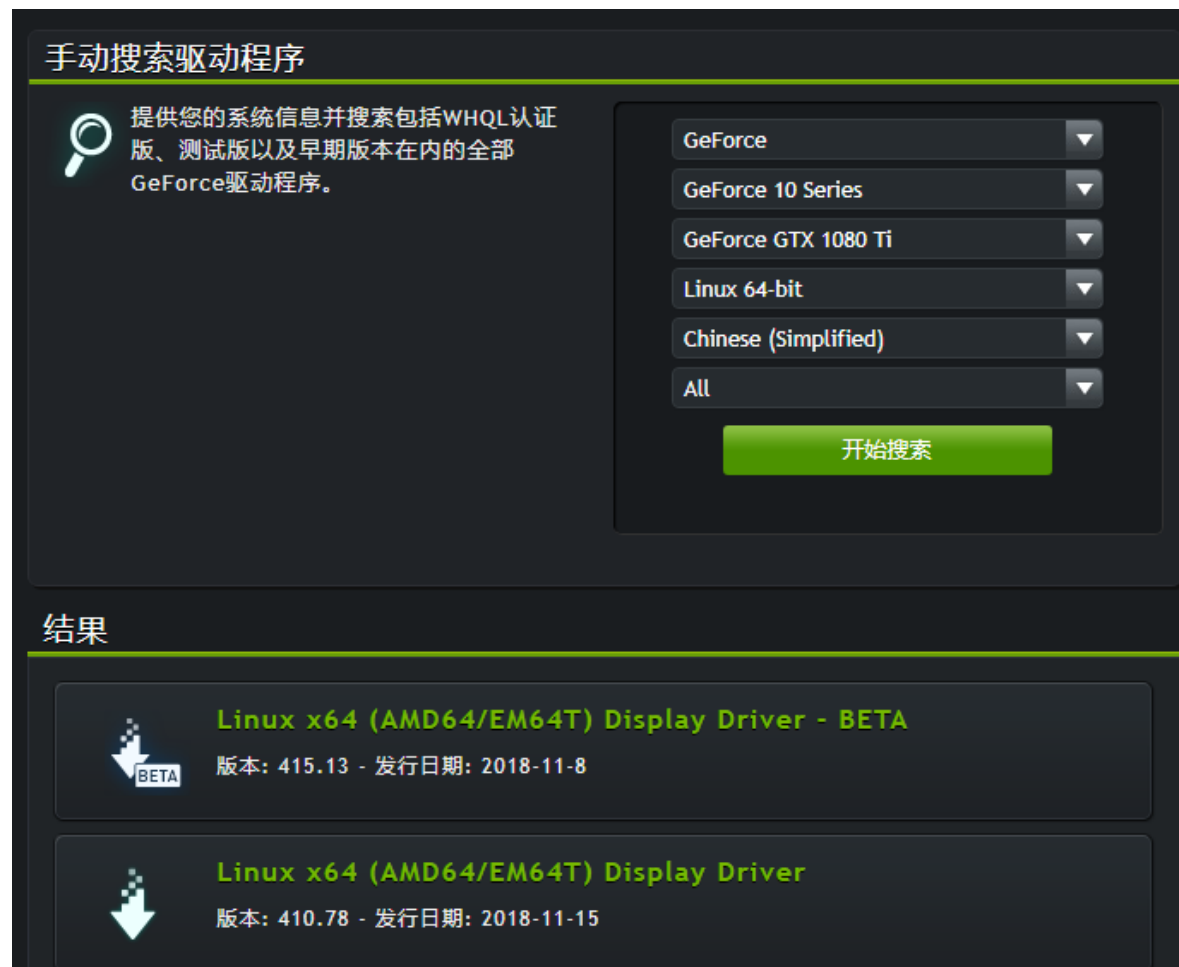 手动搜索驱动程序
提供您的系统信息并搜索包括WHQL认证
版、测试版以及早期版本在内的全部
GeForce驱动程序。
GeForce
GeForce 10 Series
GeForce GTX 1080 Ti
Linux 64-bit
Chinese (Simplified)
All
开始搜索
结果
Linux x64 (AMD64/EM64T) Display Driver - BETA
BETA
版本: 415.13 - 发行日期: 2018-11-8
Linux x64 (AMD64/EM64T) Display Driver
版本: 410.78 - 发行日期: 2018-11-15